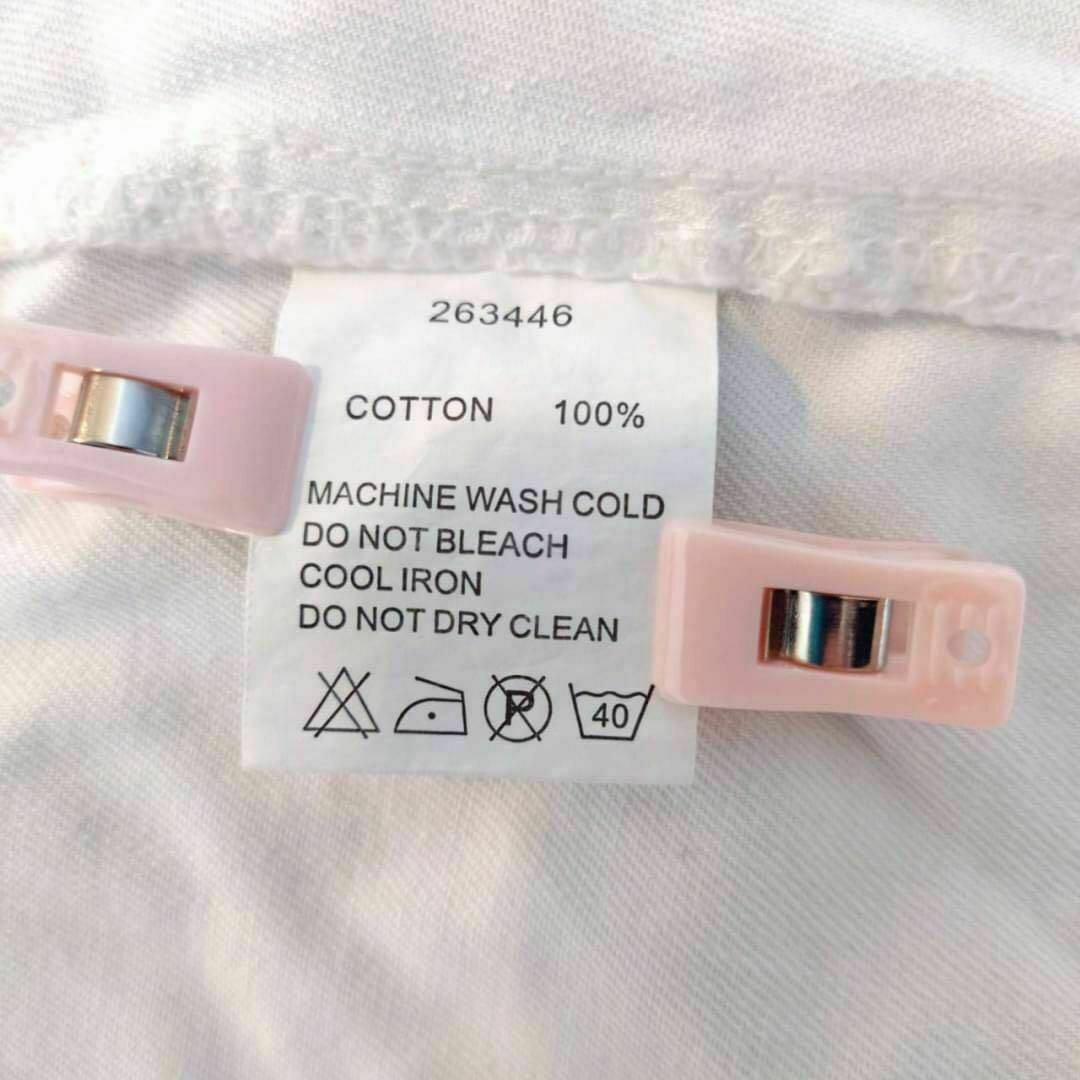 263446
COTTON 100%
MACHINE WASH COLD
DO NOT BLEACH
COOL IRON
DO NOT DRY CLEAN
P 40